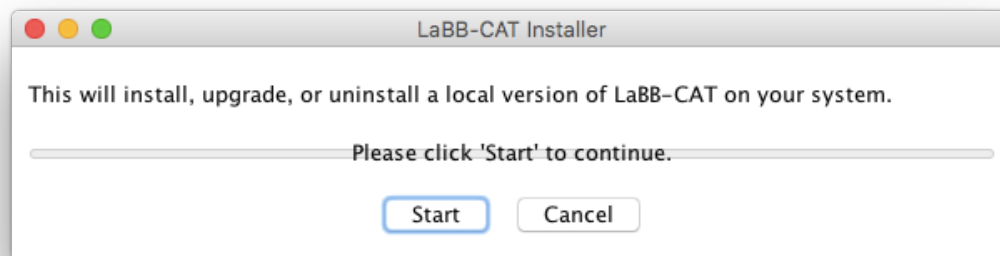 LaBB-CAT Installer
This will install, upgrade, or uninstall a local version of LaBB-CAT on your system.
Please click 'Start' to continue.
Start Cancel